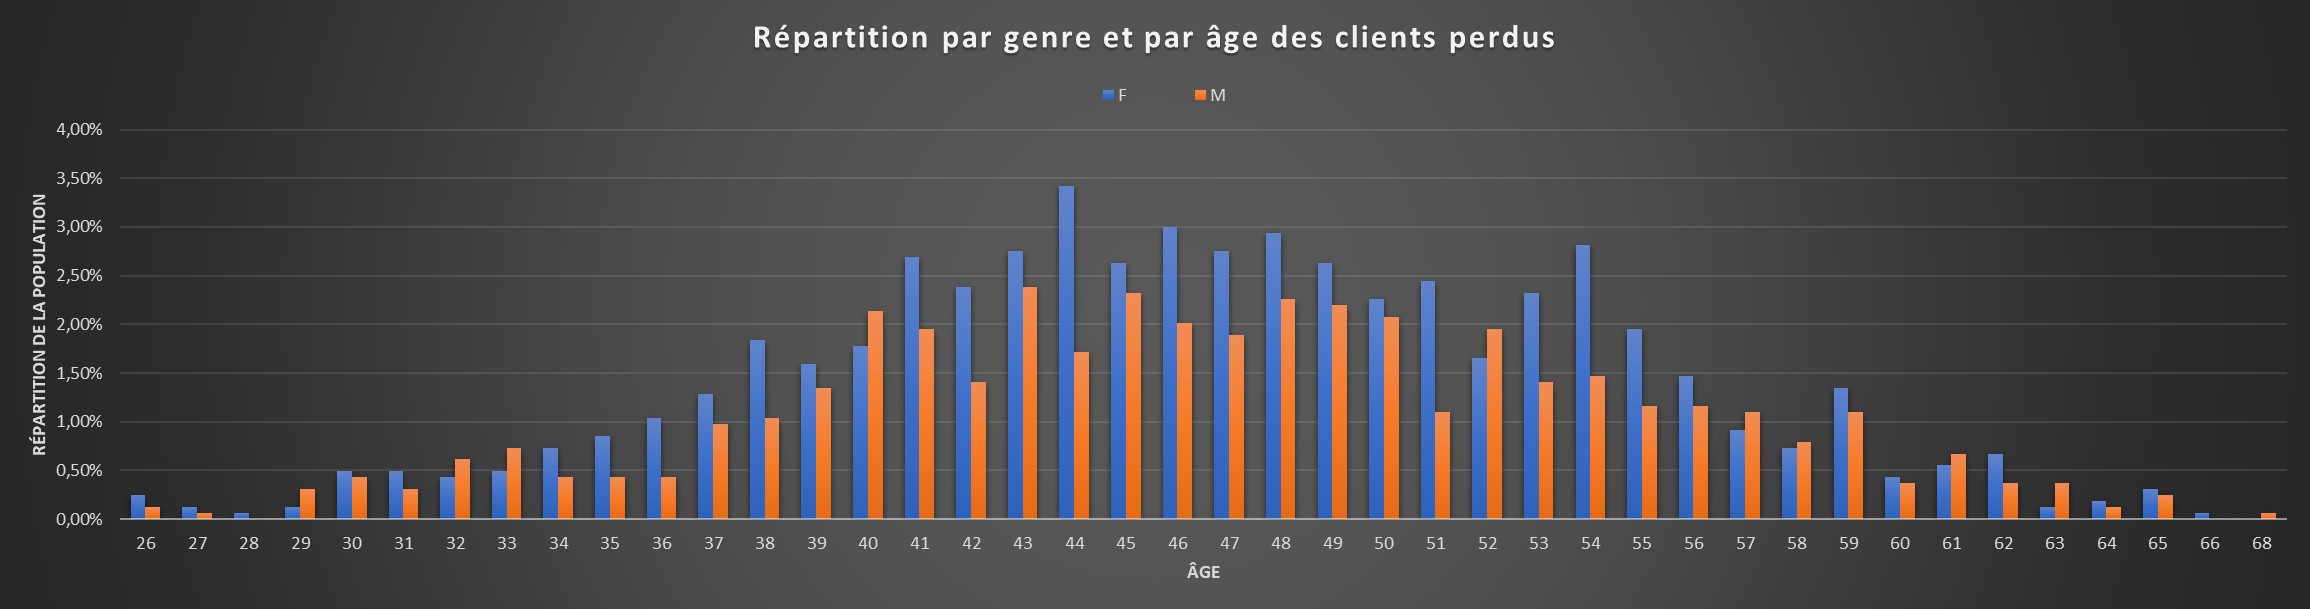 Répartition par genre et par âge des clients perdus
F M
4,00%
3,50%
3,00%
2,50%
2,00%
1,50%
1,00%
0,50%
0,00%
RÉPARTITION DE LA POPULATION
26 27 28 29 30 31 32 33 34 35 36 37 38 39 40 41 42 43 44 45 46 47 48 49 50 51 52 53 54 55 56 57 58 59 60 61 62 63 64 65 66 68
ÂGE